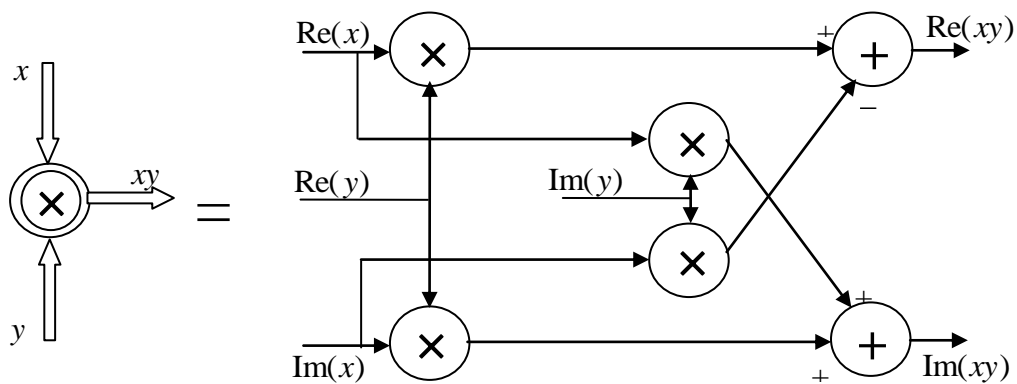 x
y
×
xy
=
Re(x)
×
+
+
Re(xy)
−
×
Re(y)
Im(y)
×
Im(x)
×
+
+
+
Im(xy)